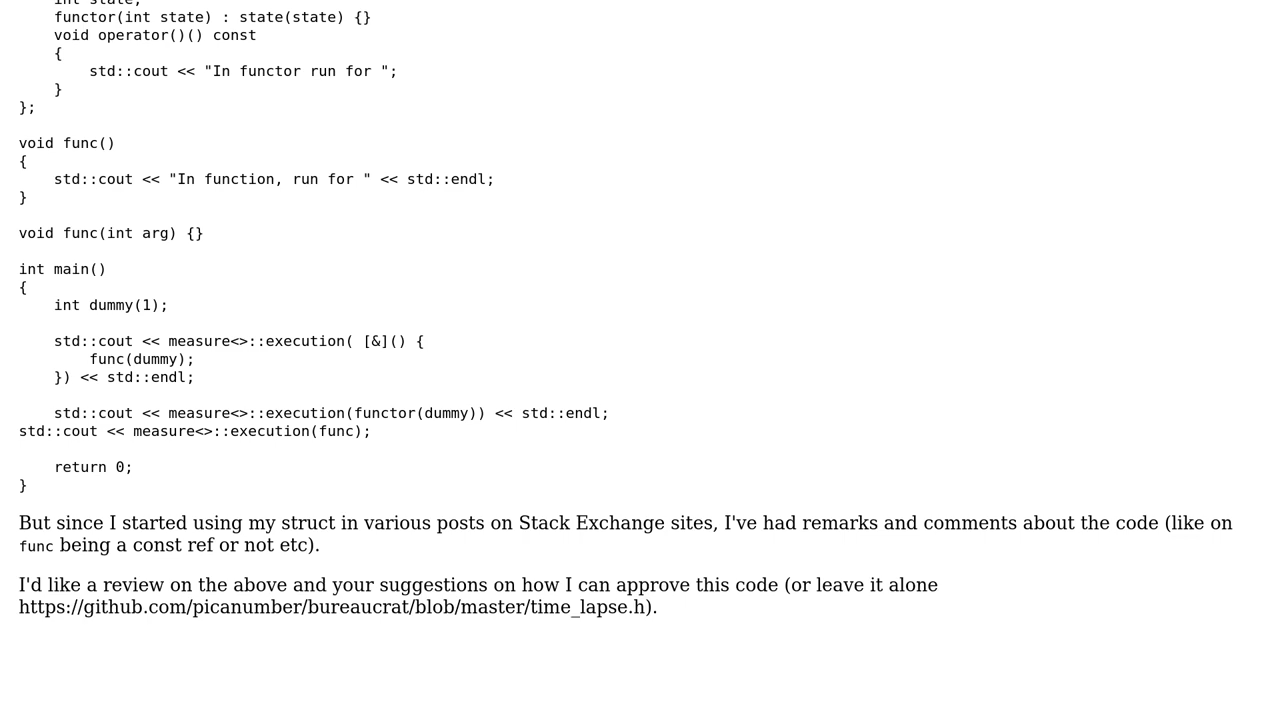 int state;
    functor(int state) : state(state) {}
    void operator()() const
    {
        std::cout << "In functor run for ";
    }
};

void func()
{
    std::cout << "In function, run for " << std::endl;
}

void func(int arg) {}

int main()
{
    int dummy(1);

    std::cout << measure<>::execution( [&]() {
        func(dummy);
    }) << std::endl;

    std::cout << measure<>::execution(functor(dummy)) << std::endl;
std::cout << measure<>::execution(func);

    return 0;
}
But since I started using my struct in various posts on Stack Exchange sites, I've had remarks and comments about the code (like on
func being a const ref or not etc).
I'd like a review on the above and your suggestions on how I can approve this code (or leave it alone
https://github.com/picanumber/bureaucrat/blob/master/time_lapse.h).